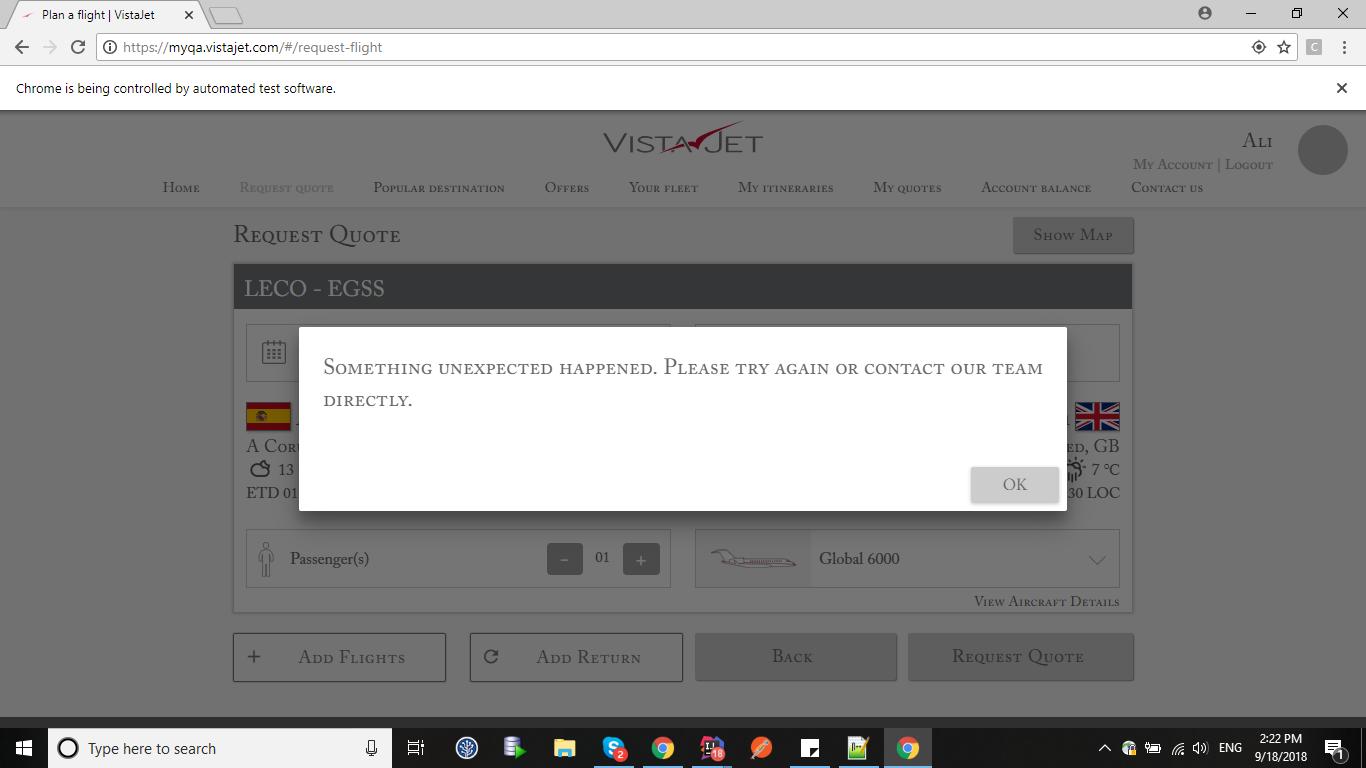 Plan a flight | VistaJet
https://myqa.vistajet.com/#/request-flight
C
Chrome is being controlled by automated test software.
VistaJet
Ali
My Account | Logout
Home Request quote Popular destination Offers Your fleet My itineraries My quotes Account balance Contact us
Request Quote
Show Map
LECO - EGSS
Something unexpected happened. Please try again or contact our team
directly.
OK
GB
13
7 °C
ETD 01
30 LOC
Passenger(s) - 01 +
Global 6000
View Aircraft Details
+ Add Flights
Add Return
Back
Request Quote
Type here to search
2
18
ENG
2:22 PM
9/18/2018
1